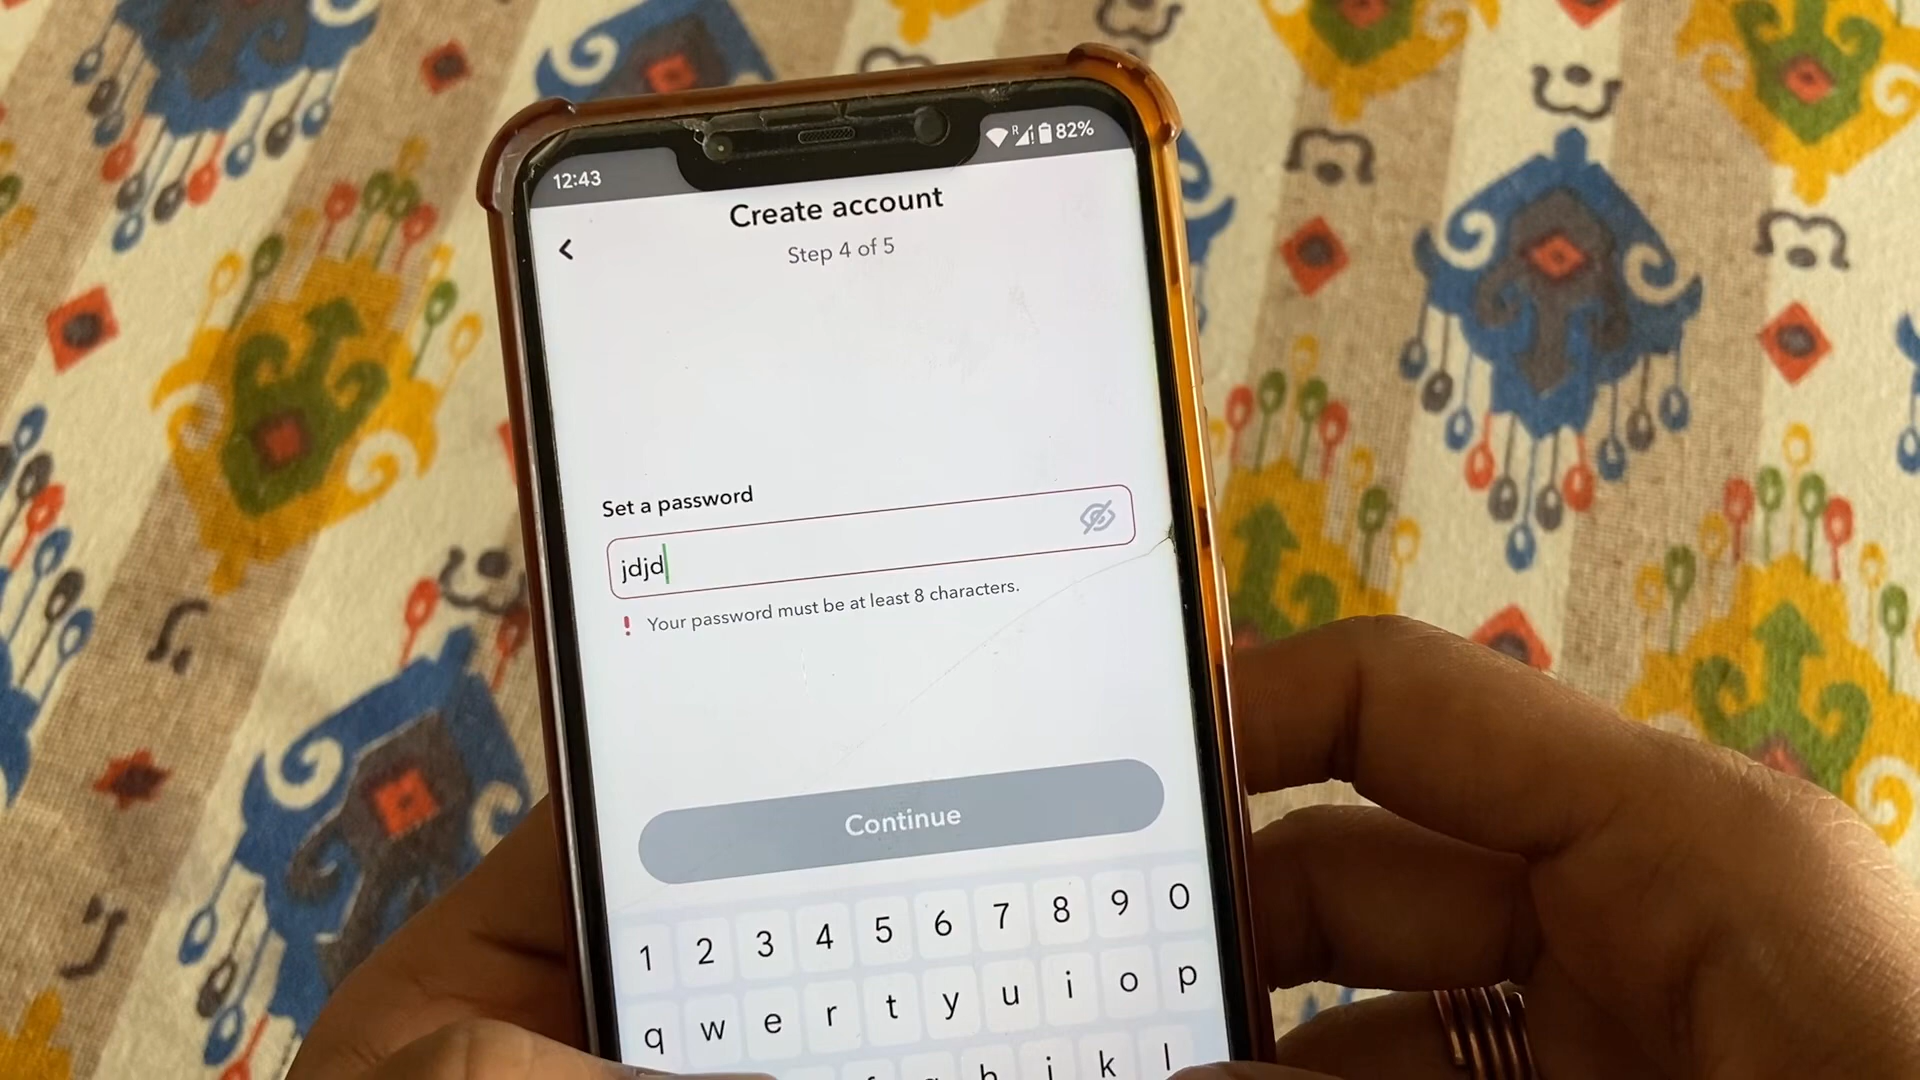 12:43
R 82%
Create account
Step 4 of 5
Set a password
jdjd
! Your password must be at least 8 characters.
Continue
1 2 3 4 5 6 7 8 9 0
q w e r t y u i o p
h j k l